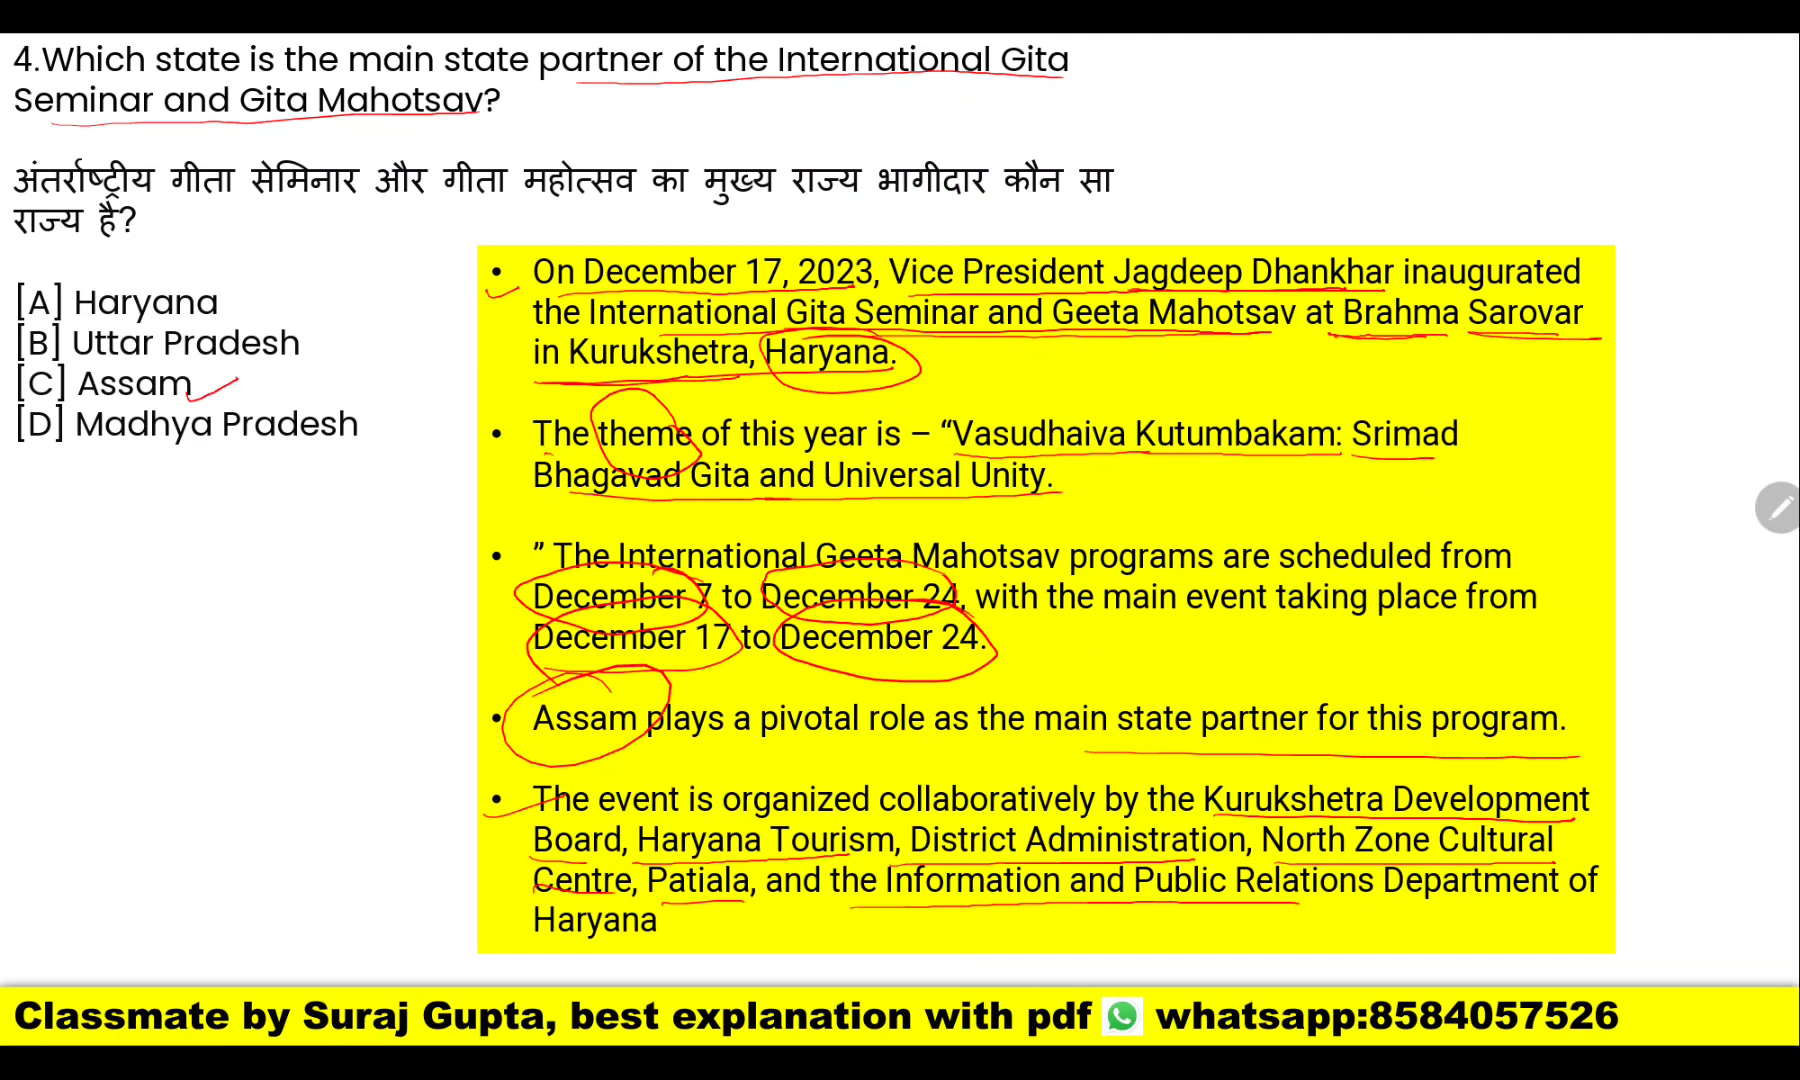 4.Which state is the main state partner of the International Gita
Seminar and Gita Mahotsav?
अंतर्राष्ट्रीय गीता सेमिनार और गीता महोत्सव का मुख्य राज्य भागीदार कौन सा
राज्य है?
[A] Haryana
[B] Uttar Pradesh
[C] Assam
[D] Madhya Pradesh
• On December 17, 2023, Vice President Jagdeep Dhankhar inaugurated
the International Gita Seminar and Geeta Mahotsav at Brahma Sarovar
in Kurukshetra, Haryana.
• The theme of this year is – “Vasudhaiva Kutumbakam: Srimad
Bhagavad Gita and Universal Unity.
• ” The International Geeta Mahotsav programs are scheduled from
December 7 to December 24, with the main event taking place from
December 17 to December 24.
• Assam plays a pivotal role as the main state partner for this program.
• The event is organized collaboratively by the Kurukshetra Development
Board, Haryana Tourism, District Administration, North Zone Cultural
Centre, Patiala, and the Information and Public Relations Department of
Haryana
Classmate by Suraj Gupta, best explanation with pdf whatsapp:8584057526